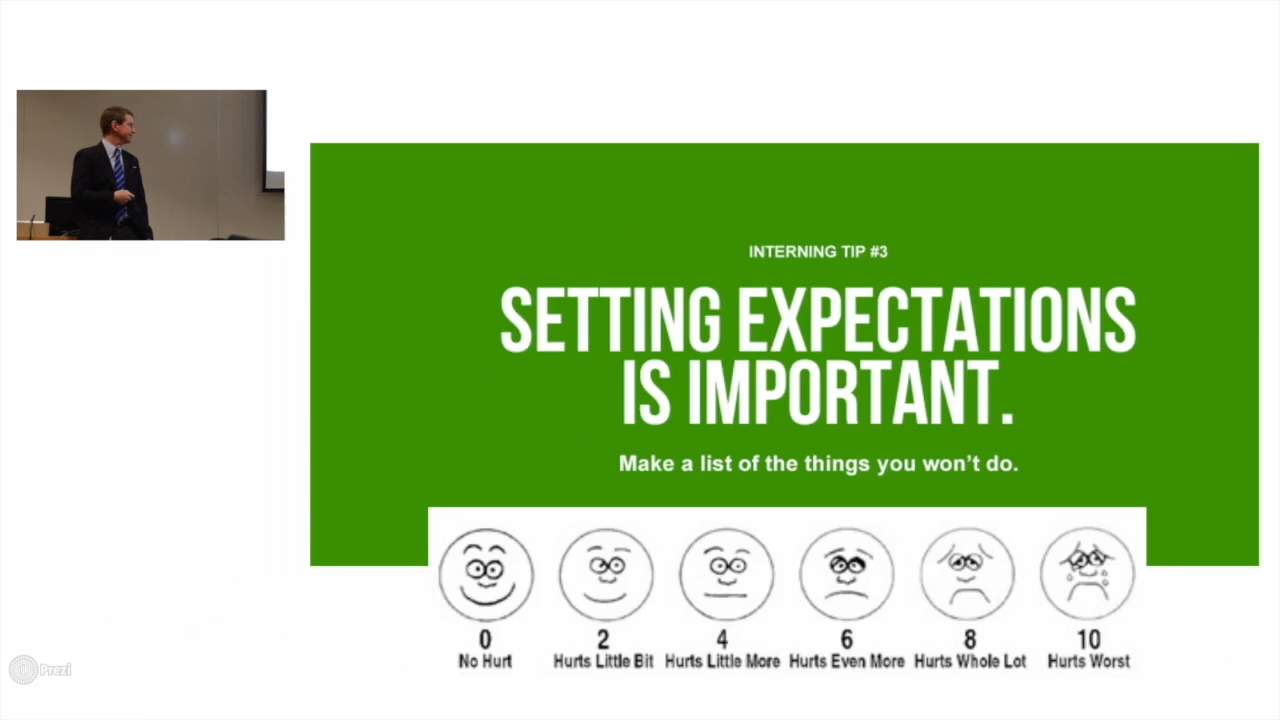 INTERNING TIP #3
SETTING EXPECTATIONS
IS IMPORTANT.
Make a list of the things you won't do.
0 2 4 6 8 10
No Hurt Hurts Little Bit Hurts Little More Hurts Even More Hurts Whole Lot Hurts Worst
Prezi